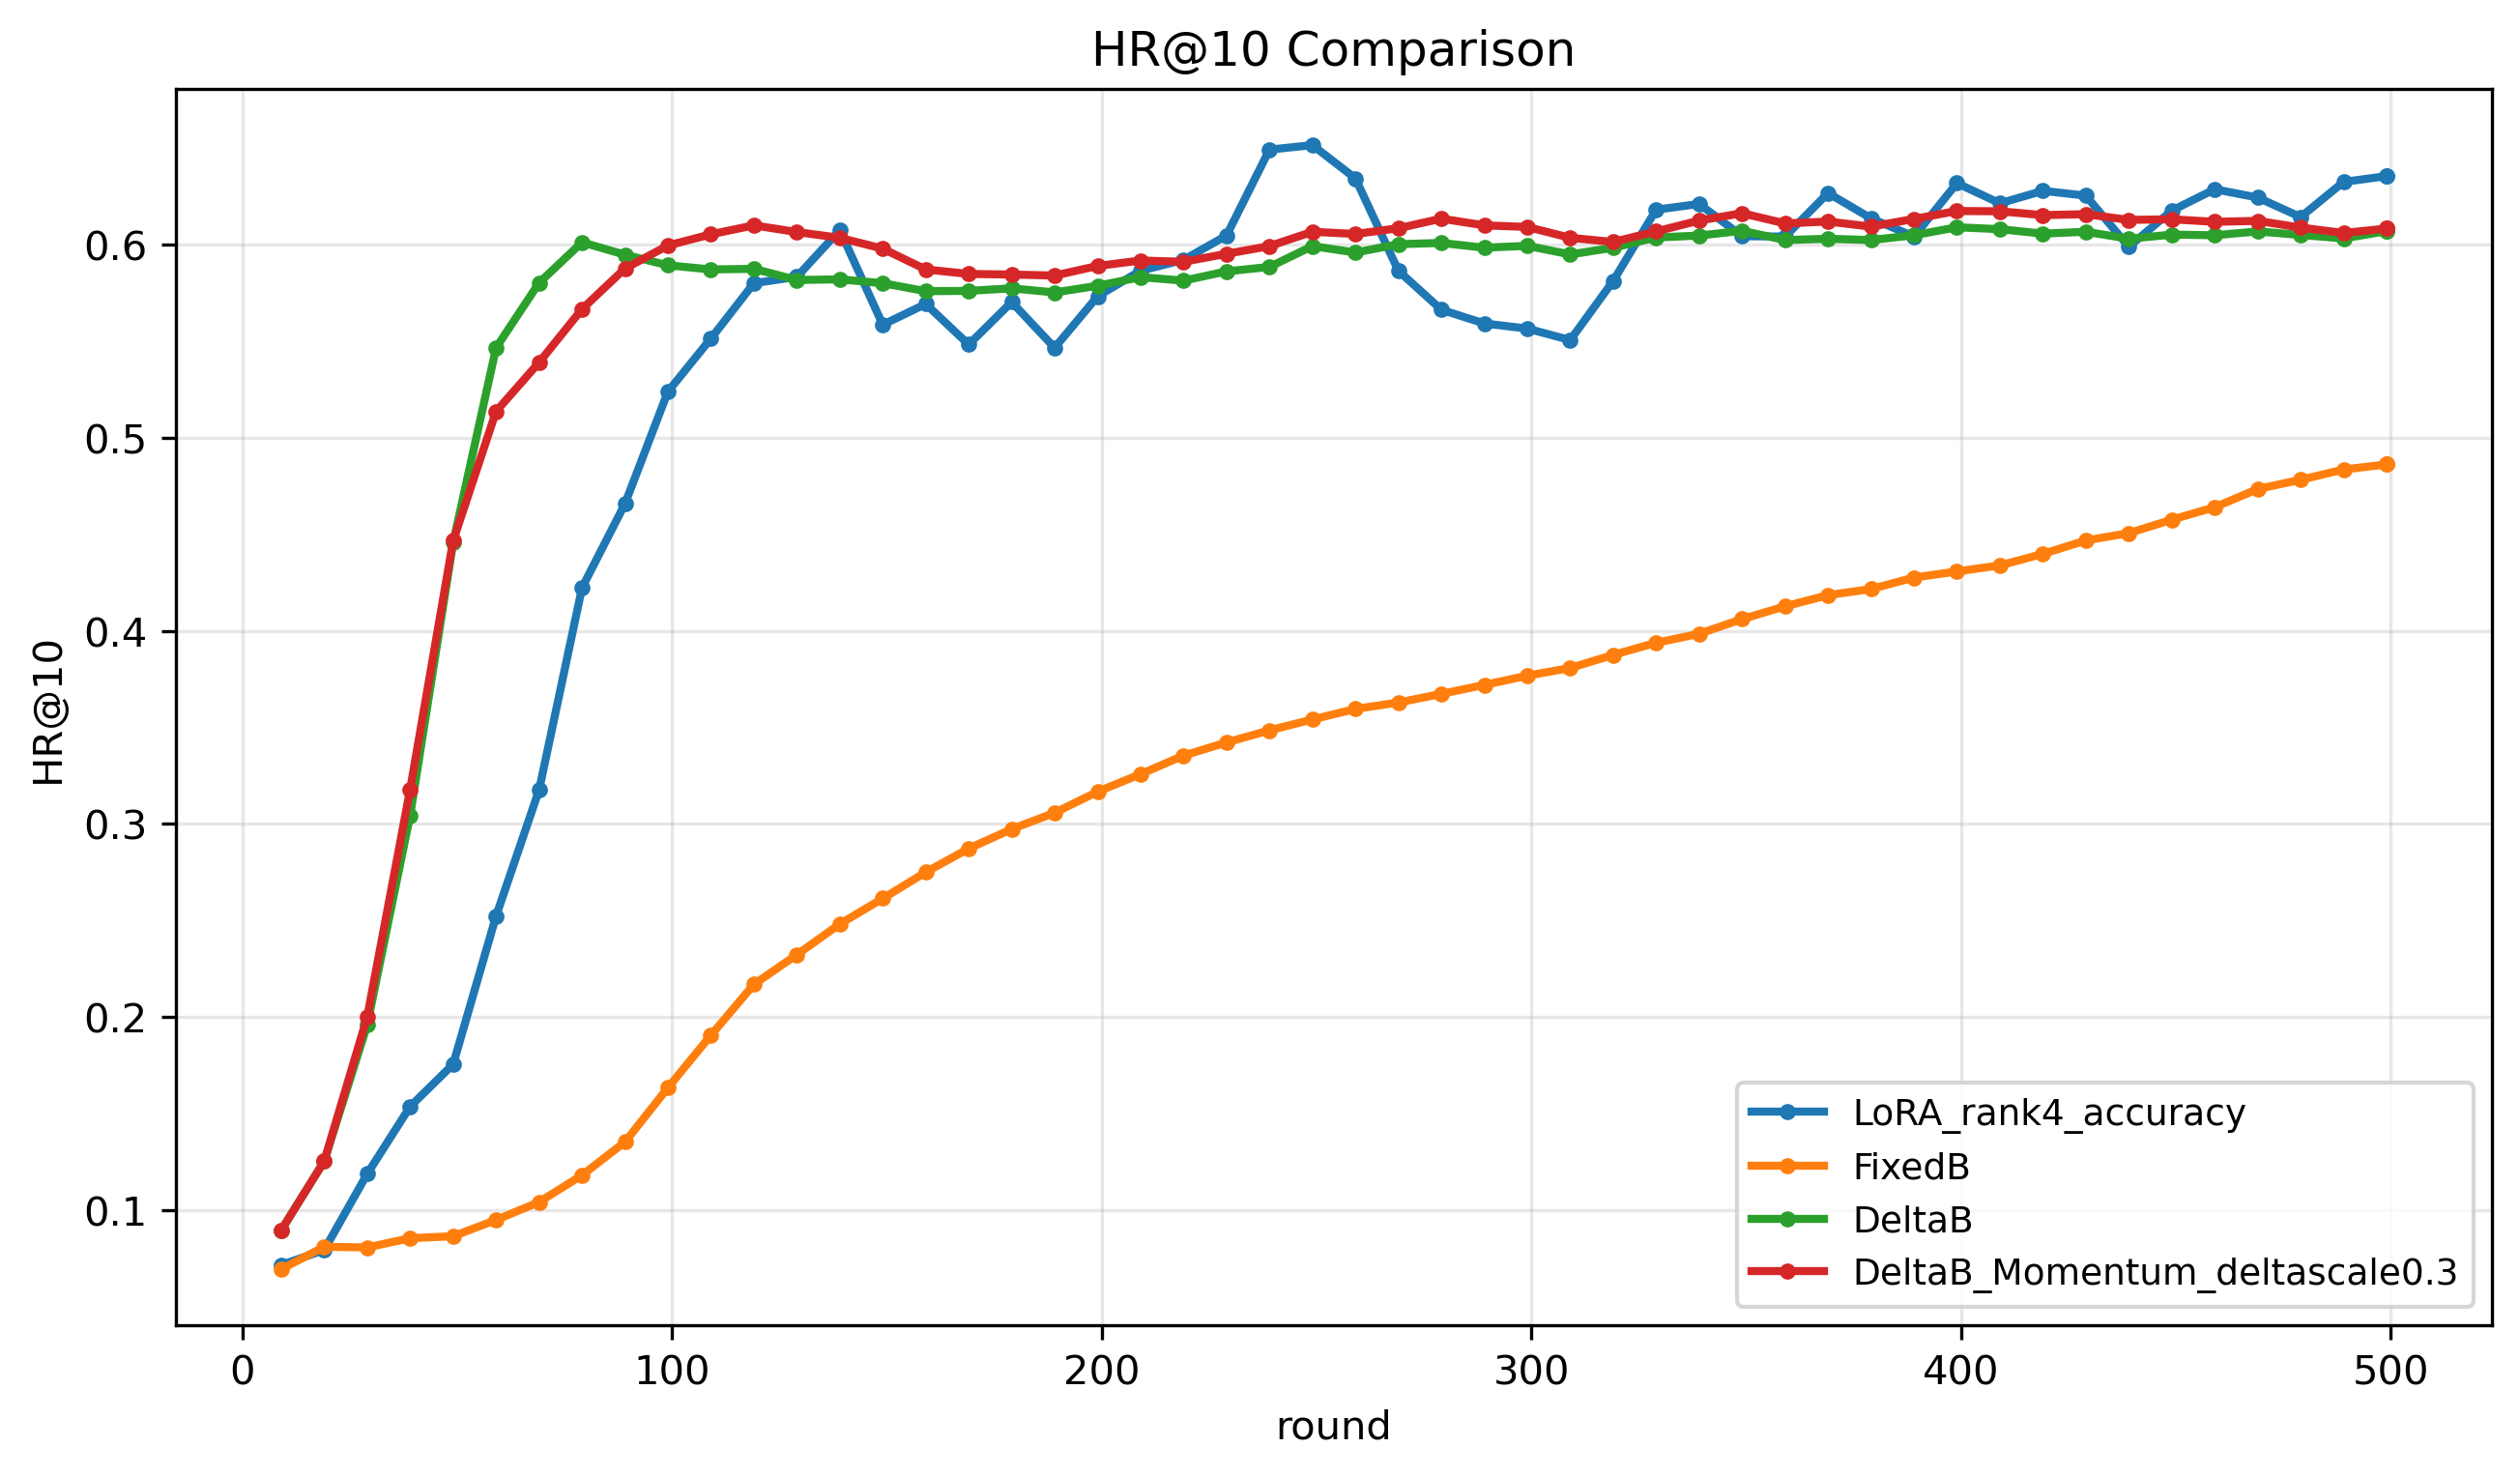 HR@10 Comparison
HR@10
0.6
0.5
0.4
0.3
0.2
0.1
0 100 200 300 400 500
round
LoRA_rank4_accuracy
FixedB
DeltaB
DeltaB_Momentum_deltascale0.3